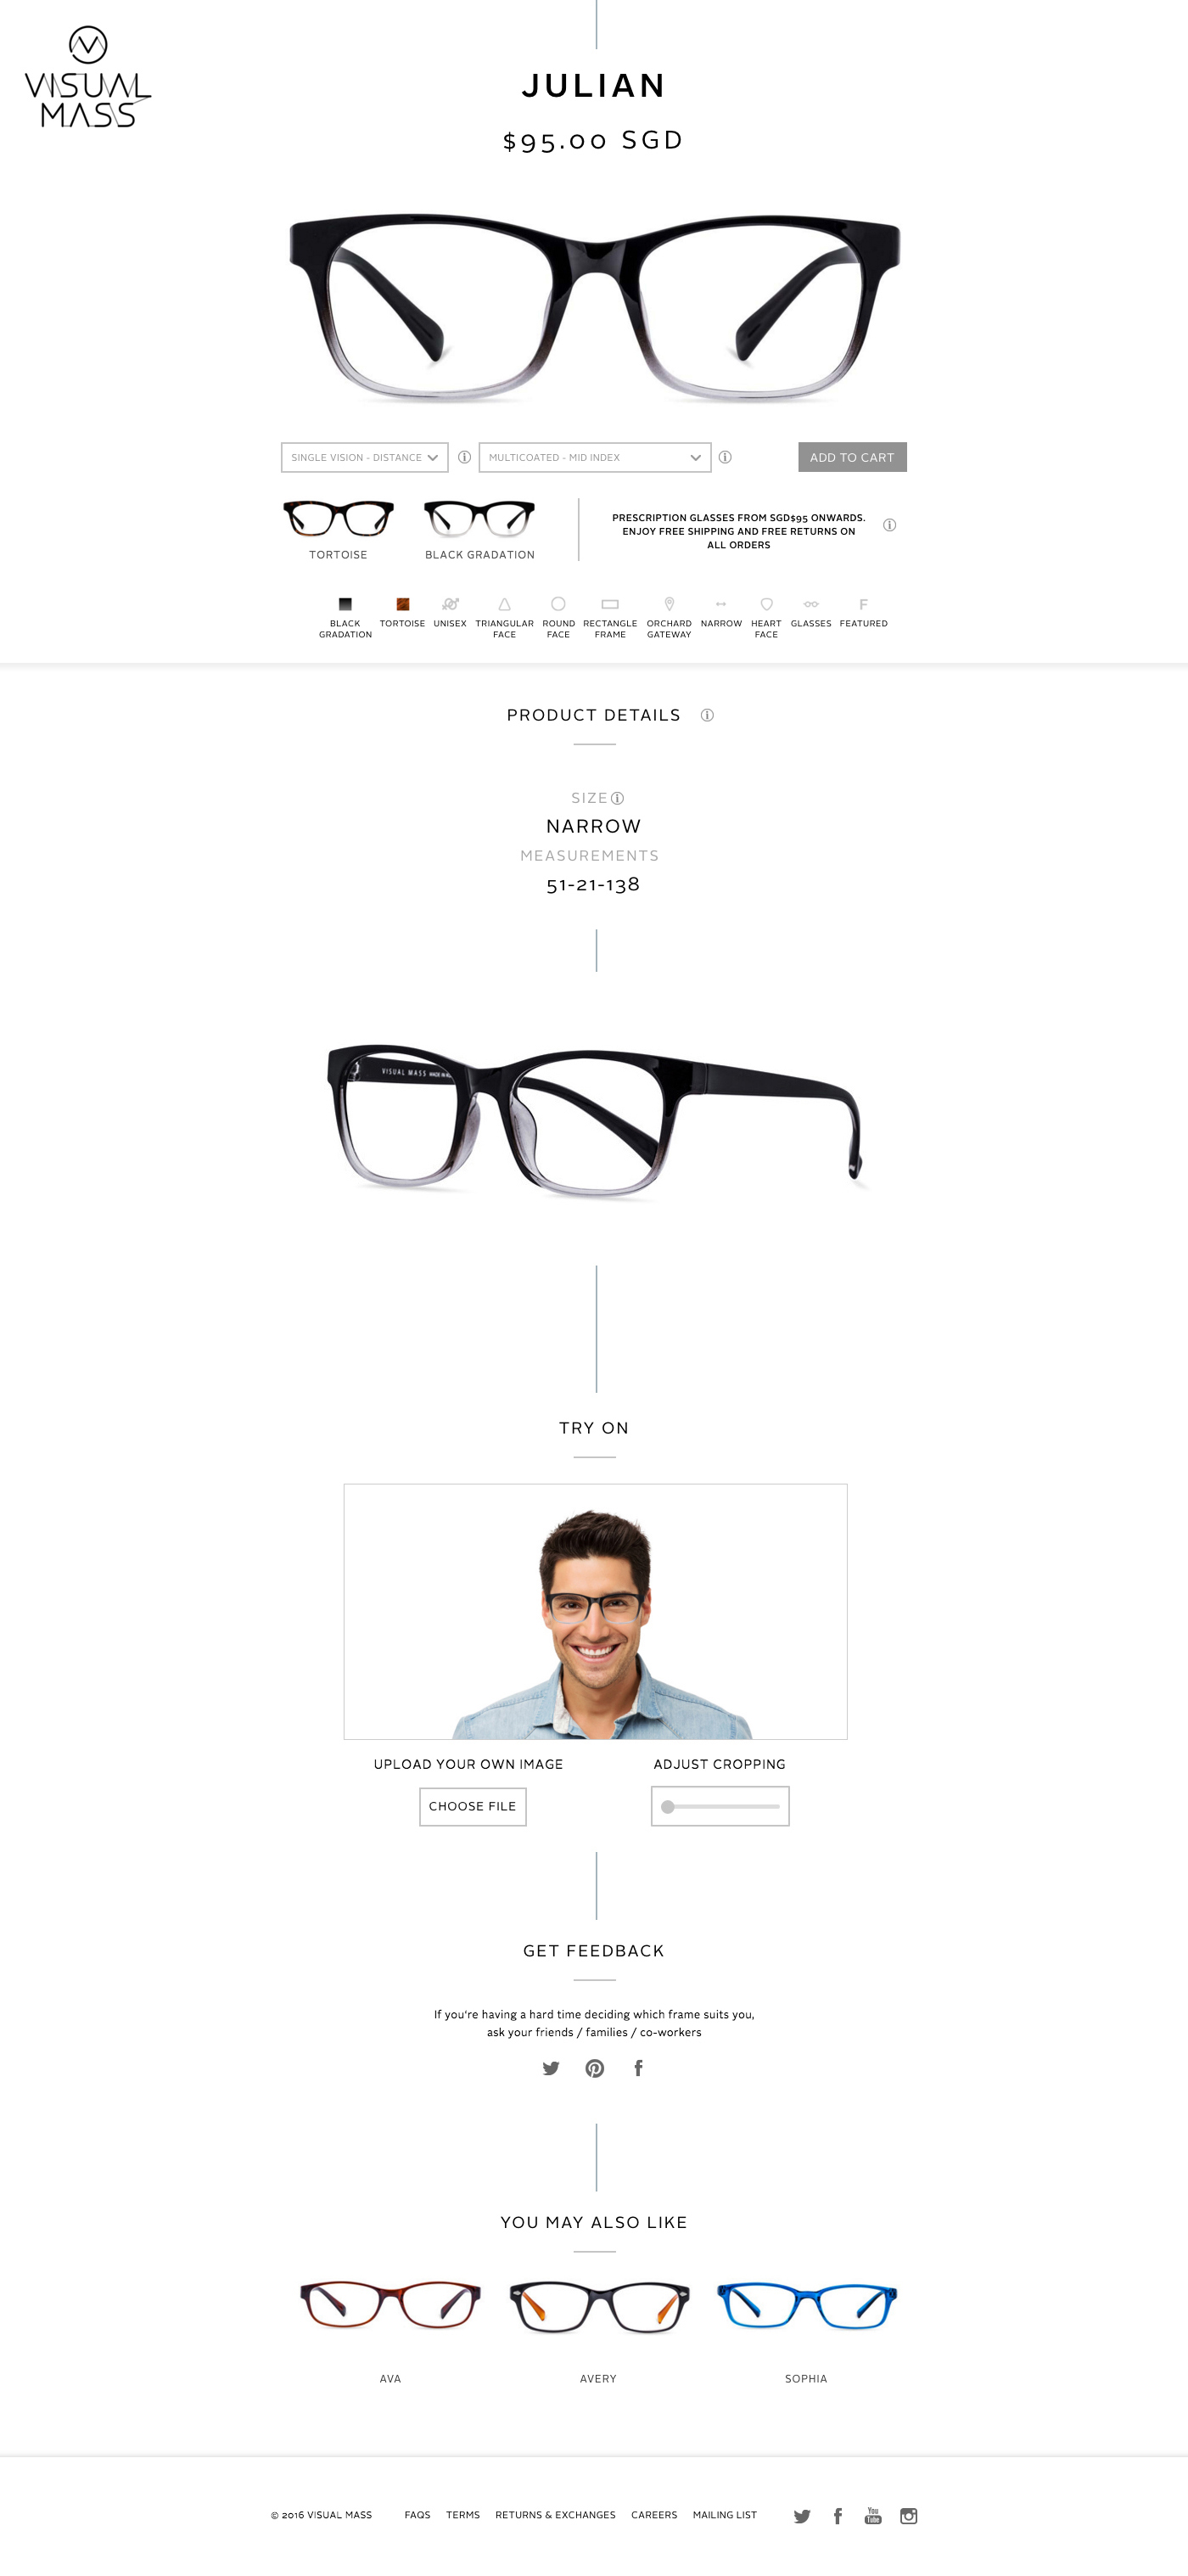 VISUAL
MASS
JULIAN
$95.00 SGD
SINGLE VISION - DISTANCE
MULTICOATED - MID INDEX
ADD TO CART
TORTOISE
BLACK GRADATION
PRESCRIPTION GLASSES FROM SGD$95 ONWARDS.
ENJOY FREE SHIPPING AND FREE RETURNS ON
ALL ORDERS
BLACK
GRADATION
TORTOISE
UNISEX
TRIANGULAR
FACE
ROUND
FACE
RECTANGLE
FRAME
ORCHARD
GATEWAY
NARROW
HEART
FACE
GLASSES
F
FEATURED
PRODUCT DETAILS
SIZE
NARROW
MEASUREMENTS
51-21-138
VISUAL MASS MADE IN
TRY ON
UPLOAD YOUR OWN IMAGE
CHOOSE FILE
ADJUST CROPPING
GET FEEDBACK
If you're having a hard time deciding which frame suits you,
ask your friends / families / co-workers
YOU MAY ALSO LIKE
AVA
AVERY
SOPHIA
© 2016 VISUAL MASS
FAQS
TERMS
RETURNS & EXCHANGES
CAREERS
MAILING LIST
You
Tube